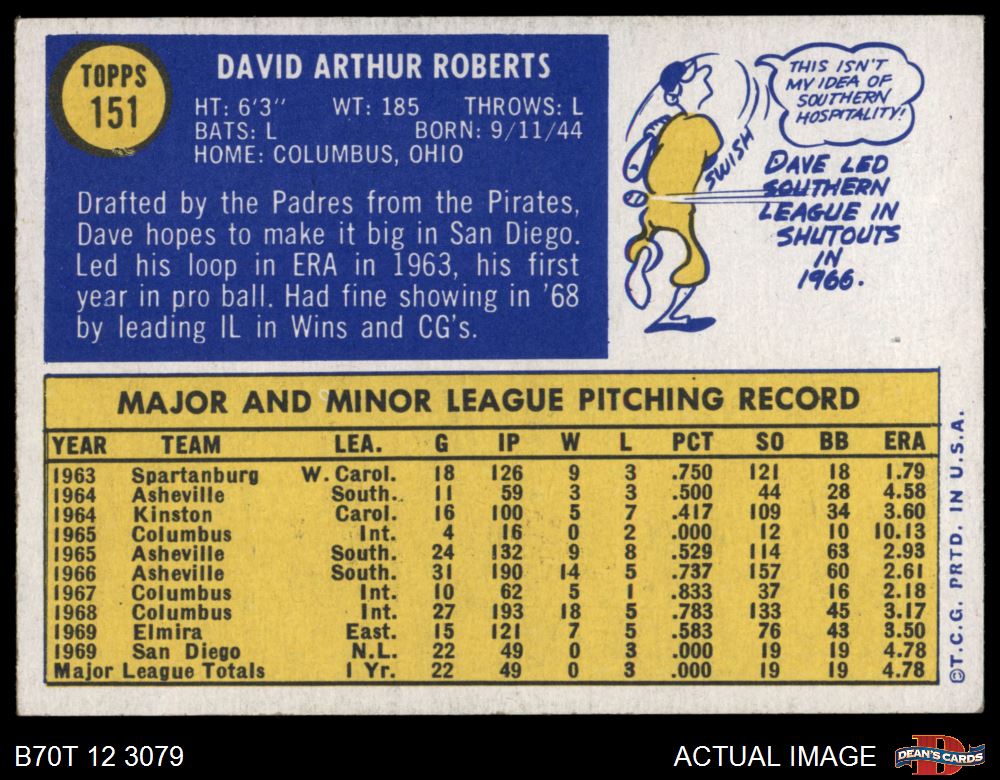 TOPPS
151
DAVID ARTHUR ROBERTS
HT: 6'3" WT: 185 THROWS: L
BATS: L BORN: 9/11/44
HOME: COLUMBUS, OHIO
Drafted by the Padres from the Pirates,
Dave hopes to make it big in San Diego.
Led his loop in ERA in 1963, his first
year in pro ball. Had fine showing in '68
by leading IL in Wins and CG's.
THIS ISN'T
MY IDEA OF
SOUTHERN
HOSPITALITY!
SWISH
DAVE LED
SOUTHERN
LEAGUE IN
SHUTOUTS
IN
1966.
MAJOR AND MINOR LEAGUE PITCHING RECORD
YEAR TEAM LEA. G IP W L PCT SO BB ERA
1963 Spartanburg W. Carol. 18 126 9 3 .750 121 18 1.79
1964 Asheville South. 11 59 3 3 .500 44 28 4.58
1964 Kinston Carol. 16 100 5 7 .417 109 34 3.60
1965 Columbus Int. 4 16 0 2 .000 12 10 10.13
1965 Asheville South. 24 132 9 8 .529 114 63 2.93
1966 Asheville South. 31 190 14 5 .737 157 60 2.61
1967 Columbus Int. 10 62 5 1 .833 37 16 2.18
1968 Columbus Int. 27 193 18 5 .783 133 45 3.17
1969 Elmira East. 15 121 7 5 .583 76 43 3.50
1969 San Diego N.L. 22 49 0 3 .000 19 19 4.78
Major League Totals 1 Yr. 22 49 0 3 .000 19 19 4.78
©T.C.G. PRTD. IN U.S.A.
B70T 12 3079
ACTUAL IMAGE
D
DEAN'S CARDS